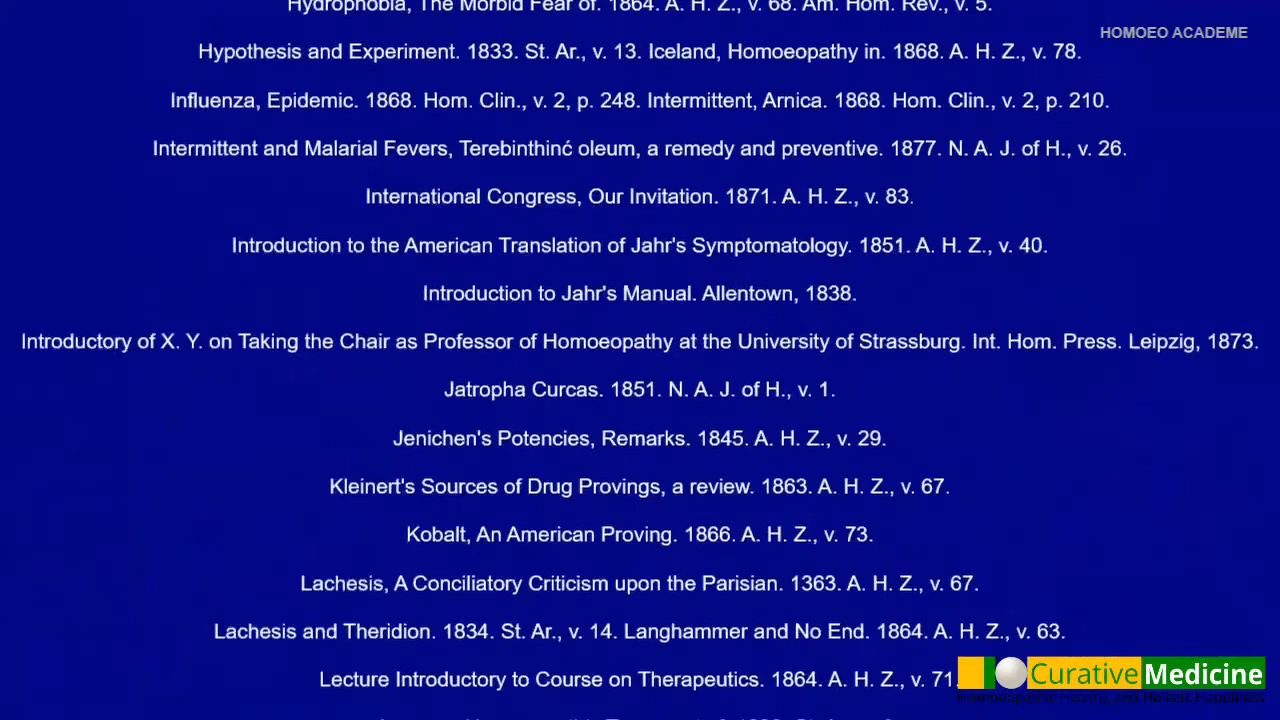 Hydrophobia, The Morbid Fear of. 1864. A. H. Z., v. 68. Am. Hom. Rev., v. 5.
HOMOEO ACADEME
Hypothesis and Experiment. 1833. St. Ar., v. 13. Iceland, Homoeopathy in. 1868. A. H. Z., v. 78.
Influenza, Epidemic. 1868. Hom. Clin., v. 2, p. 248. Intermittent, Arnica. 1868. Hom. Clin., v. 2, p. 210.
Intermittent and Malarial Fevers, Terebinthinć oleum, a remedy and preventive. 1877. N. A. J. of H., v. 26.
International Congress, Our Invitation. 1871. A. H. Z., v. 83.
Introduction to the American Translation of Jahr's Symptomatology. 1851. A. H. Z., v. 40.
Introduction to Jahr's Manual. Allentown, 1838.
Introductory of X. Y. on Taking the Chair as Professor of Homoeopathy at the University of Strassburg. Int. Hom. Press. Leipzig, 1873.
Jatropha Curcas. 1851. N. A. J. of H., v. 1.
Jenichen's Potencies, Remarks. 1845. A. H. Z., v. 29.
Kleinert's Sources of Drug Provings, a review. 1863. A. H. Z., v. 67.
Kobalt, An American Proving. 1866. A. H. Z., v. 73.
Lachesis, A Conciliatory Criticism upon the Parisian. 1363. A. H. Z., v. 67.
Lachesis and Theridion. 1834. St. Ar., v. 14. Langhammer and No End. 1864. A. H. Z., v. 63.
Lecture Introductory to Course on Therapeutics. 1864. A. H. Z., v. 71.
Curative Medicine
Homoeopathic Healing and Holistic Happiness